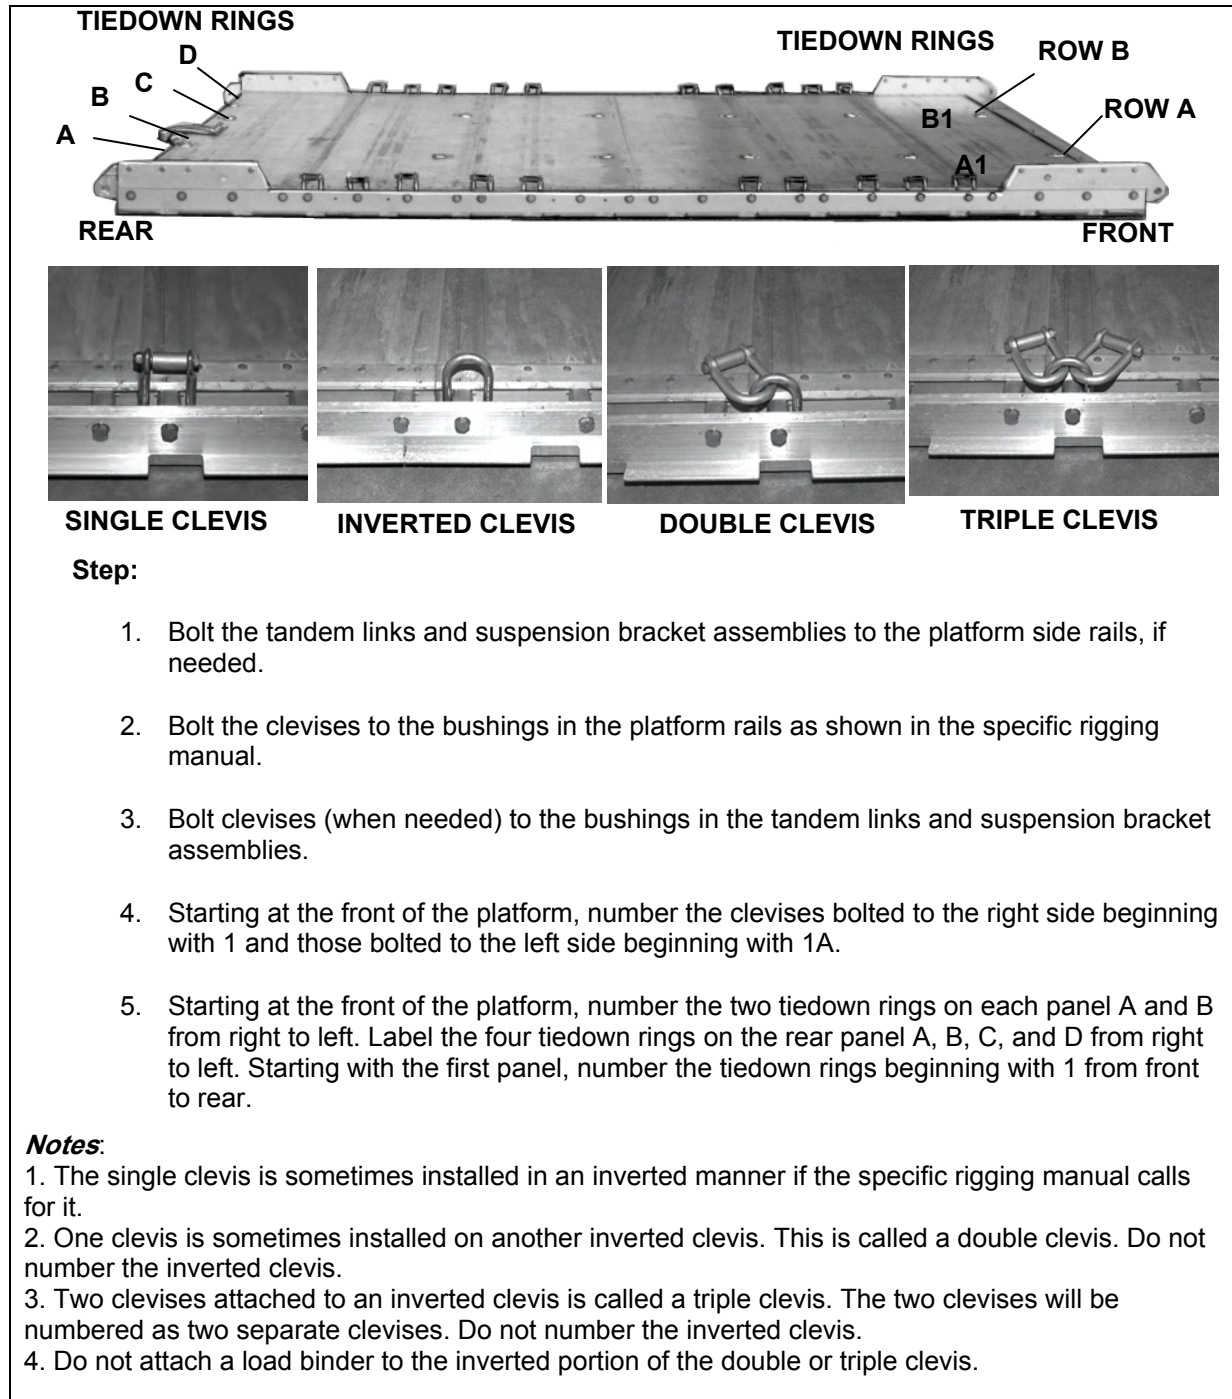 TIEDOWN RINGS
TIEDOWN RINGS
D
ROW B
C
B
ROW A
B1
A
A1
REAR
FRONT
SINGLE CLEVIS
INVERTED CLEVIS
DOUBLE CLEVIS
TRIPLE CLEVIS
Step:
1. Bolt the tandem links and suspension bracket assemblies to the platform side rails, if
needed.
2. Bolt the clevises to the bushings in the platform rails as shown in the specific rigging
manual.
3. Bolt clevises (when needed) to the bushings in the tandem links and suspension bracket
assemblies.
4. Starting at the front of the platform, number the clevises bolted to the right side beginning
with 1 and those bolted to the left side beginning with 1A.
5. Starting at the front of the platform, number the two tiedown rings on each panel A and B
from right to left. Label the four tiedown rings on the rear panel A, B, C, and D from right
to left. Starting with the first panel, number the tiedown rings beginning with 1 from front
to rear.
Notes:
1. The single clevis is sometimes installed in an inverted manner if the specific rigging manual calls
for it.
2. One clevis is sometimes installed on another inverted clevis. This is called a double clevis. Do not
number the inverted clevis.
3. Two clevises attached to an inverted clevis is called a triple clevis. The two clevises will be
numbered as two separate clevises. Do not number the inverted clevis.
4. Do not attach a load binder to the inverted portion of the double or triple clevis.